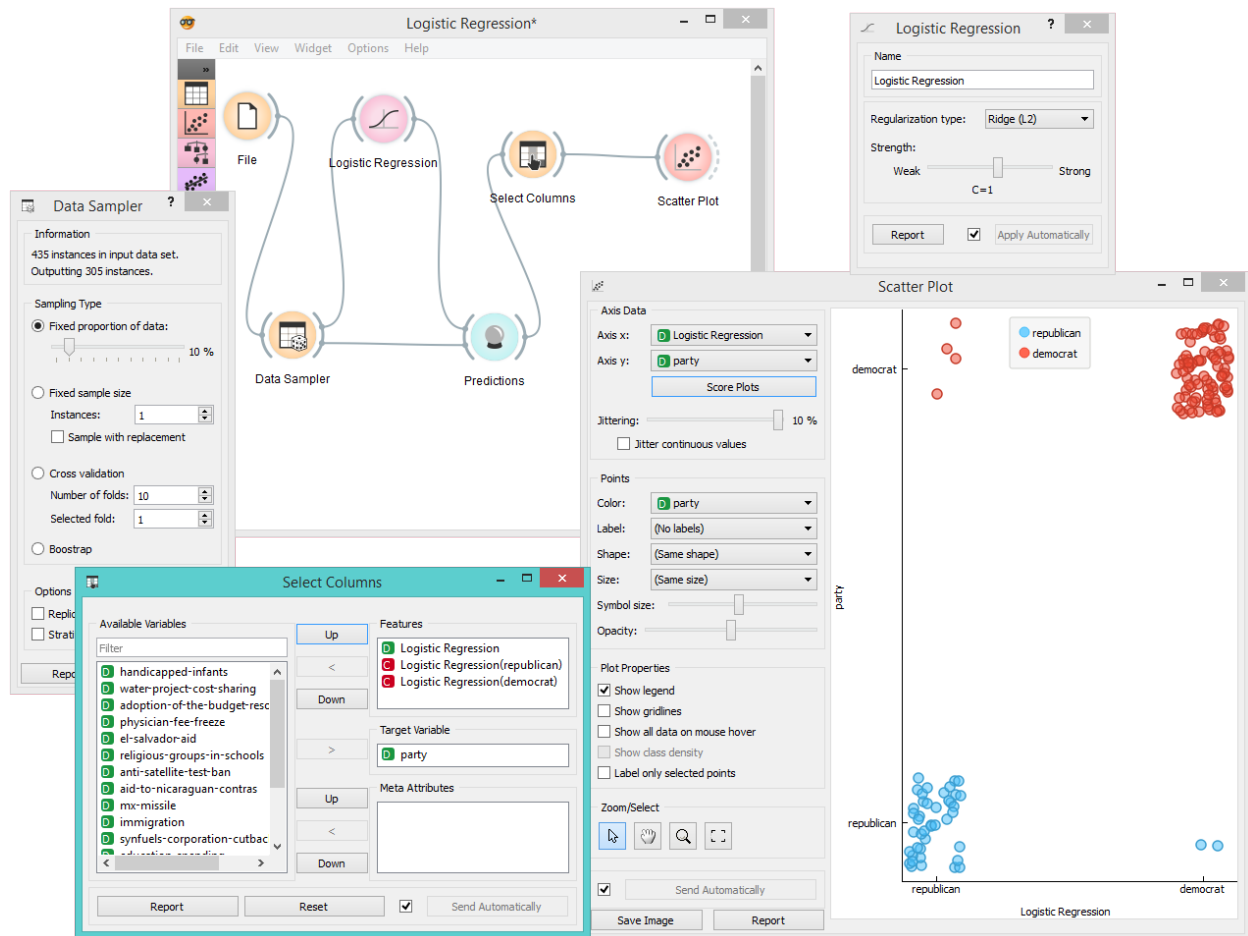 Logistic Regression*
File Edit View Widget Options Help
»
File
Logistic Regression
Select Columns
Scatter Plot
Data Sampler
Predictions
Logistic Regression ?
Name
Logistic Regression
Regularization type: Ridge (L2)
Strength:
Weak Strong
C=1
Report Apply Automatically
Data Sampler ?
Information
435 instances in input data set.
Outputting 305 instances.
Sampling Type
Fixed proportion of data:
10 %
Fixed sample size
Instances: 1
Sample with replacement
Cross validation
Number of folds: 10
Selected fold: 1
Boostrap
Options
Select Columns
Available Variables
Filter
D handicapped-infants
D water-project-cost-sharing
D adoption-of-the-budget-resc
D physician-fee-freeze
D el-salvador-aid
D religious-groups-in-schools
D anti-satellite-test-ban
D aid-to-nicaraguan-contras
D mx-missile
D immigration
D synfuels-corporation-cutbac
Up
<
Down
>
Up
<
Down
Features
D Logistic Regression
C Logistic Regression(republican)
C Logistic Regression(democrat)
Target Variable
D party
Meta Attributes
Report Reset Send Automatically
Scatter Plot
Axis Data
Axis x: D Logistic Regression
Axis y: D party
Score Plots
Jittering: 10 %
Jitter continuous values
Points
Color: D party
Label: (No labels)
Shape: (Same shape)
Size: (Same size)
Symbol size:
Opacity:
Plot Properties
Show legend
Show gridlines
Show all data on mouse hover
Show class density
Label only selected points
Zoom/Select
Send Automatically
Save Image Report
republican
democrat
democrat
party
republican
republican democrat
Logistic Regression